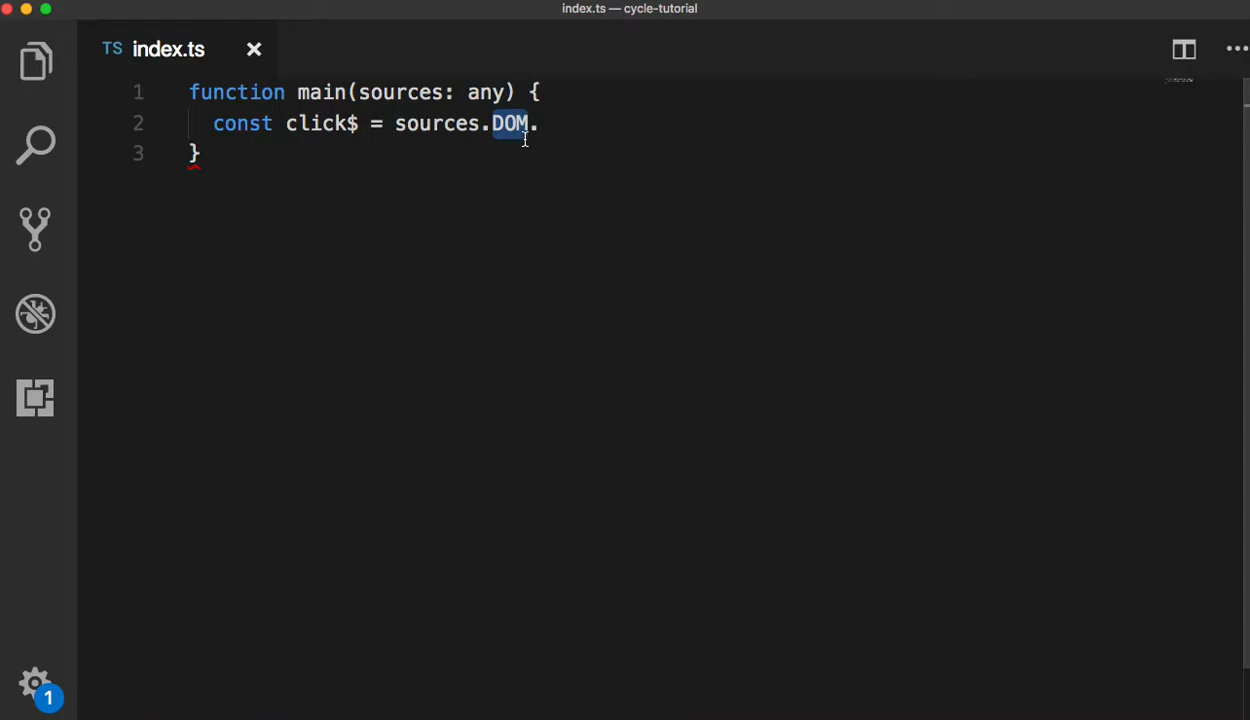 index.ts — cycle-tutorial
TS index.ts
1 function main(sources: any) {
2 const click$ = sources.DOM.
3 }
1